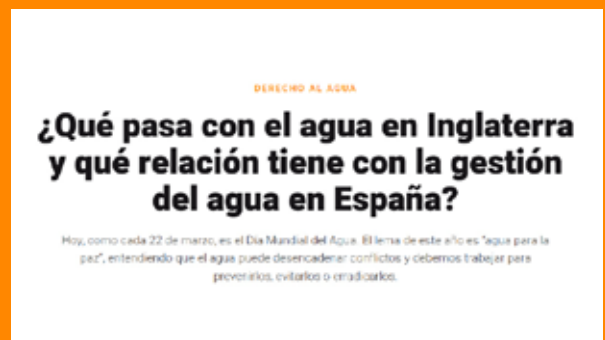 DERECHO AL AGUA
¿Qué pasa con el agua en Inglaterra
y qué relación tiene con la gestión
del agua en España?
Hoy, como cada 22 de marzo, es el Día Mundial del Agua. El lema de este año es "agua para la
paz", entendiendo que el agua puede desencadenar conflictos y debemos trabajar para
prevenirlos, evitarlos o erradicarlos.